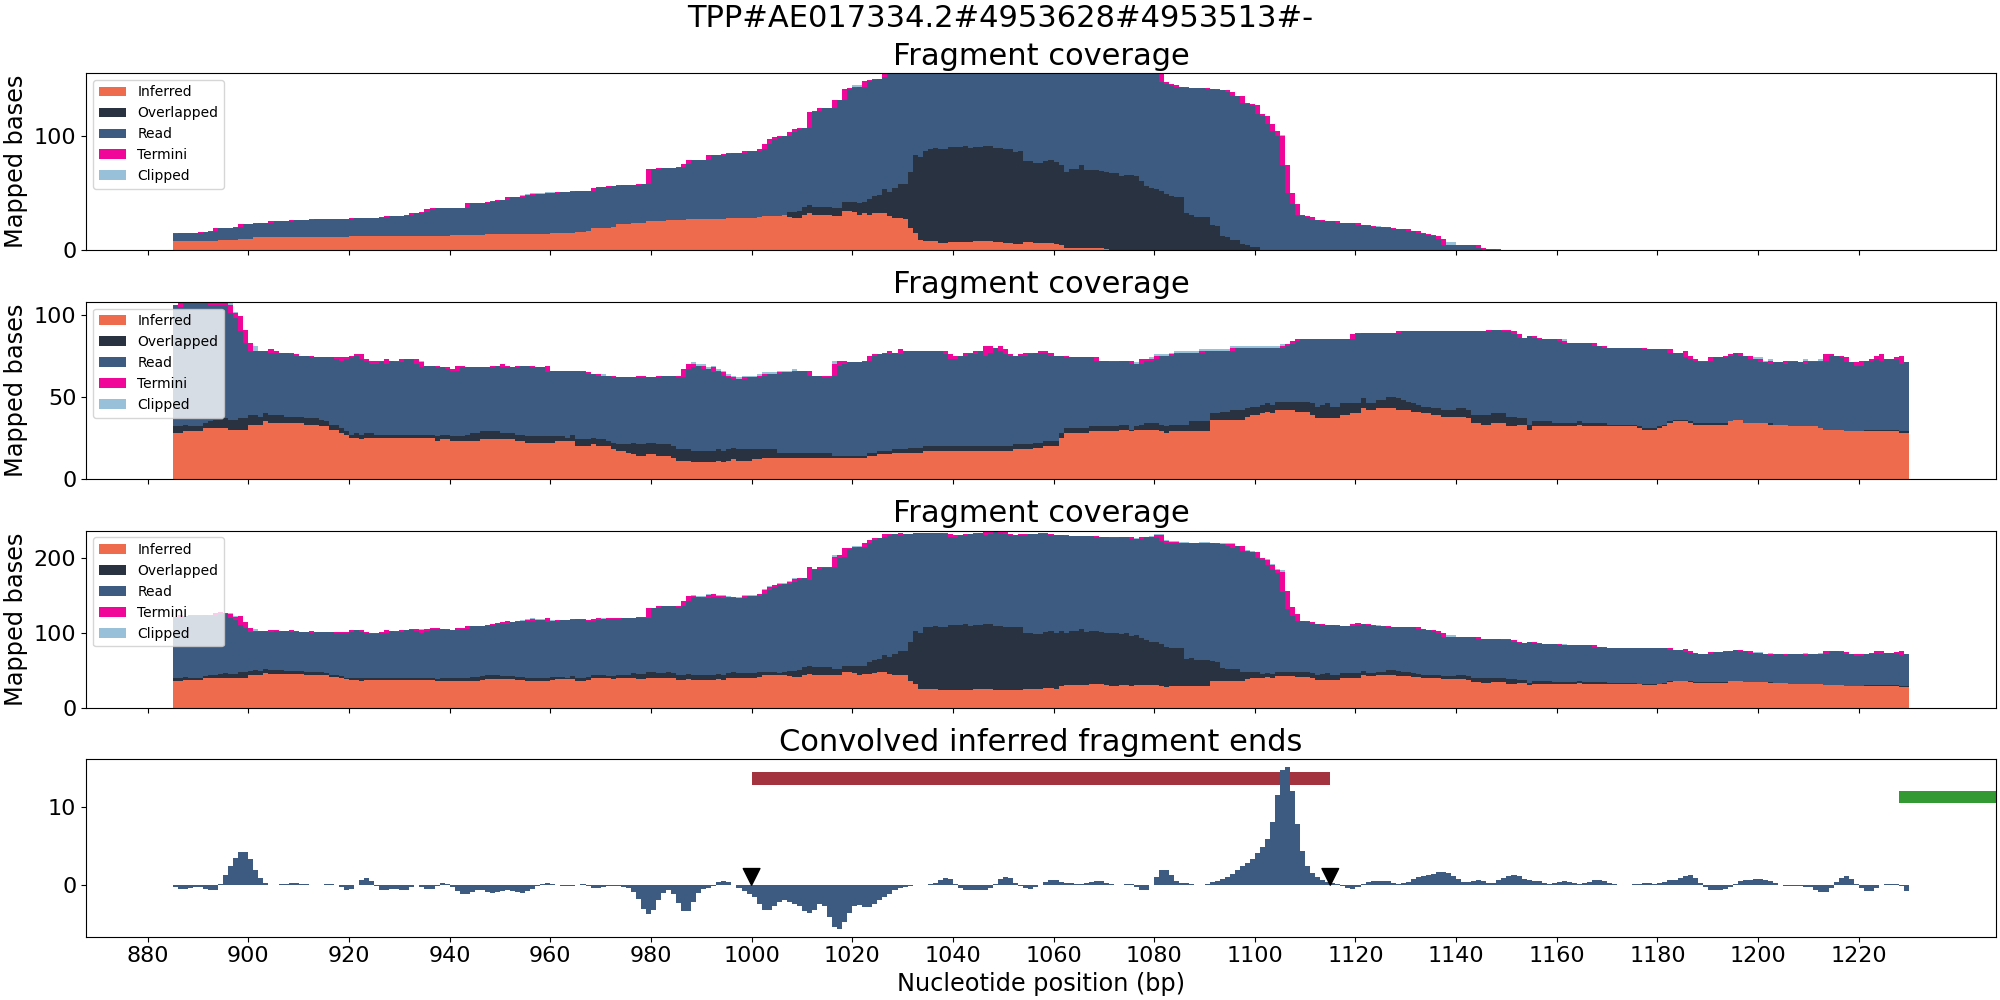 TPP#AE017334.2#4953628#4953513#-
Fragment coverage
Mapped bases
100
0
Inferred
Overlapped
Read
Termini
Clipped
Fragment coverage
Mapped bases
100
50
0
Inferred
Overlapped
Read
Termini
Clipped
Fragment coverage
Mapped bases
200
100
0
Inferred
Overlapped
Read
Termini
Clipped
Convolved inferred fragment ends
10
0
880 900 920 940 960 980 1000 1020 1040 1060 1080 1100 1120 1140 1160 1180 1200 1220
Nucleotide position (bp)